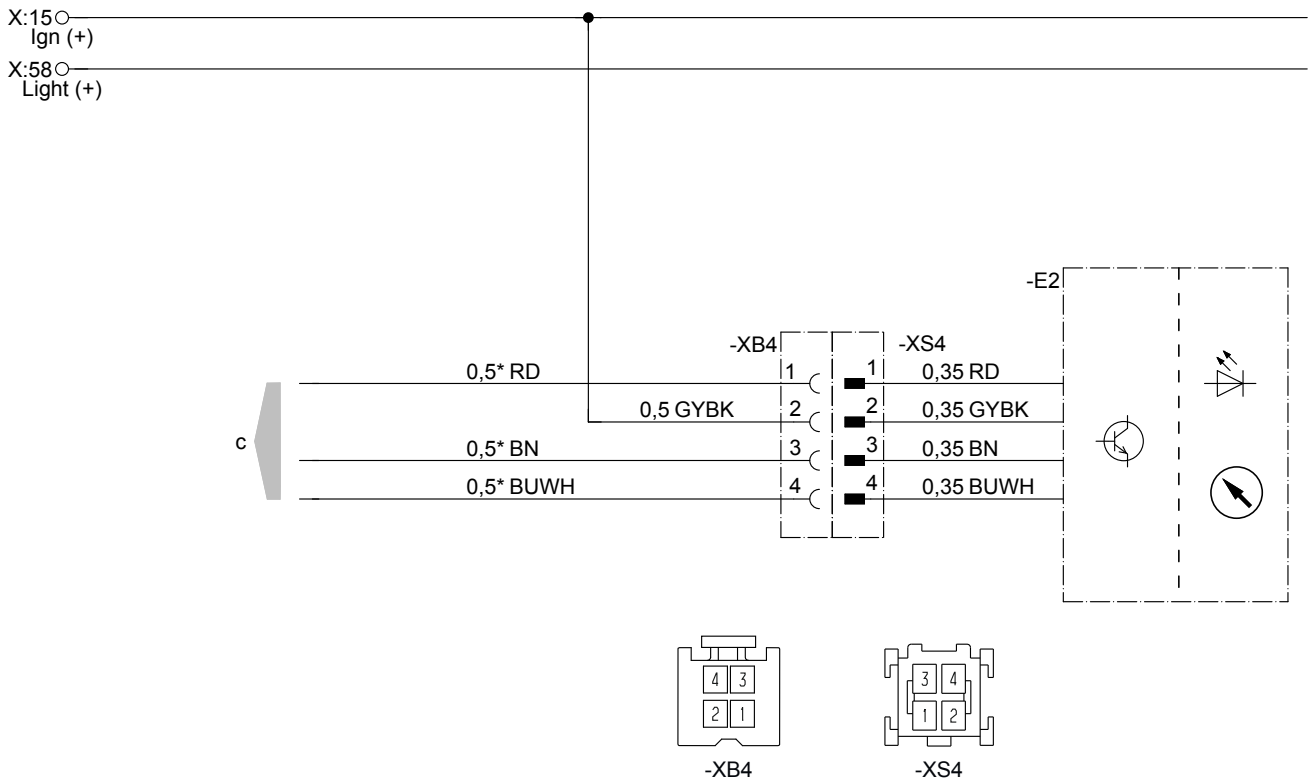 X:15
Ign (+)
X:58
Light (+)
-E2
-XB4 -XS4
0,5* RD 1 1 0,35 RD
0,5 GYBK 2 2 0,35 GYBK
c
0,5* BN 3 3 0,35 BN
0,5* BUWH 4 4 0,35 BUWH
4 3 3 4
2 1 1 2
-XB4 -XS4